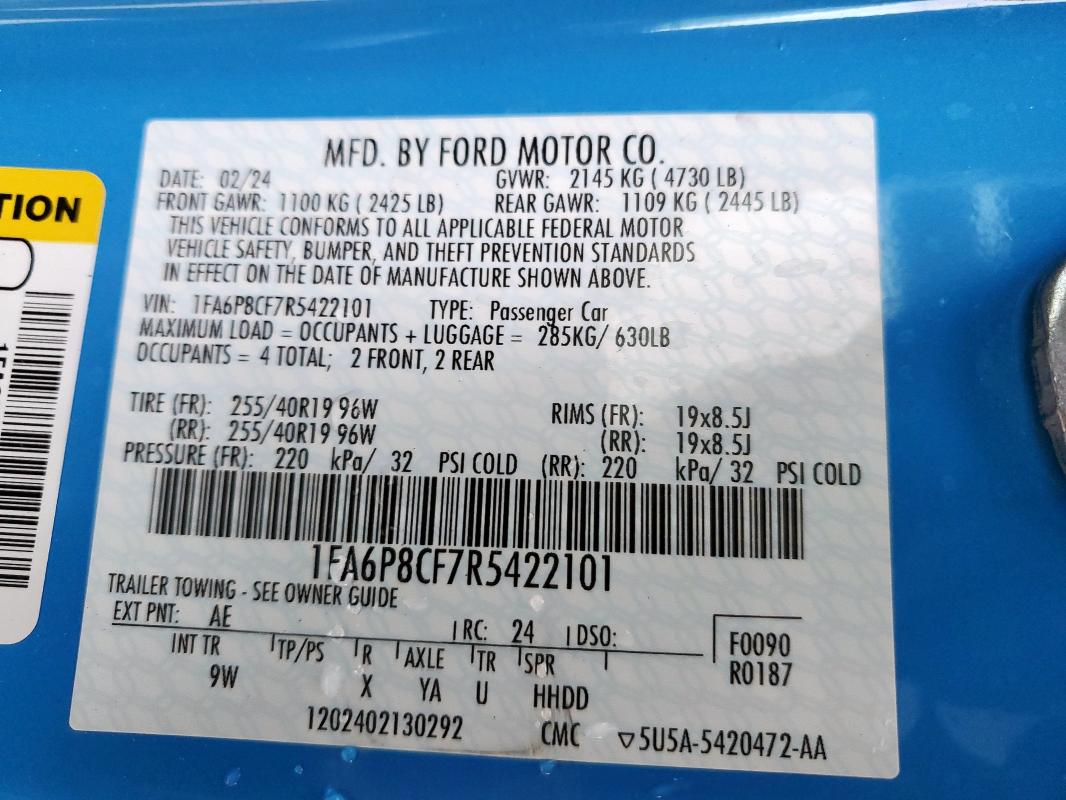 MFD. BY FORD MOTOR CO.
DATE: 02/24 GVWR: 2145 KG ( 4730 LB)
FRONT GAWR: 1100 KG ( 2425 LB) REAR GAWR: 1109 KG ( 2445 LB)
THIS VEHICLE CONFORMS TO ALL APPLICABLE FEDERAL MOTOR
VEHICLE SAFETY, BUMPER, AND THEFT PREVENTION STANDARDS
IN EFFECT ON THE DATE OF MANUFACTURE SHOWN ABOVE.
VIN: 1FA6P8CF7R5422101 TYPE: Passenger Car
MAXIMUM LOAD = OCCUPANTS + LUGGAGE = 285KG/ 630LB
OCCUPANTS = 4 TOTAL; 2 FRONT, 2 REAR
TIRE (FR): 255/40R19 96W RIMS (FR): 19x8.5J
(RR): 255/40R19 96W (RR): 19x8.5J
PRESSURE (FR): 220 kPa/ 32 PSI COLD (RR): 220 kPa/ 32 PSI COLD
1FA6P8CF7R5422101
TRAILER TOWING - SEE OWNER GUIDE
EXT PNT: AE RC: 24 DSO: F0090
INT TR TP/PS R AXLE TR SPR R0187
9W X YA U HHDD
1202402130292 CMC ▽5U5A-5420472-AA
TION